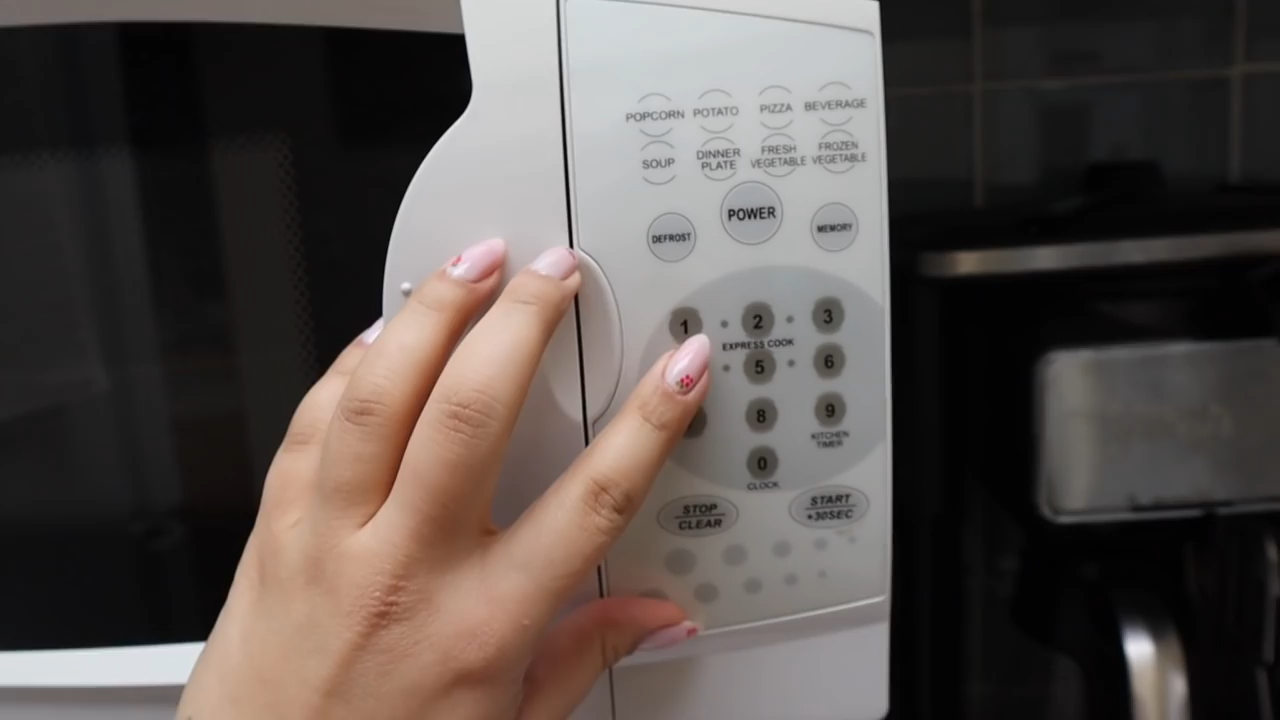 POPCORN POTATO PIZZA BEVERAGE
SOUP DINNER PLATE FRESH VEGETABLE FROZEN VEGETABLE
DEFROST POWER MEMORY
1 2 3
EXPRESS COOK
5 6
8 9
KITCHEN TIMER
0
CLOCK
STOP CLEAR START +30SEC